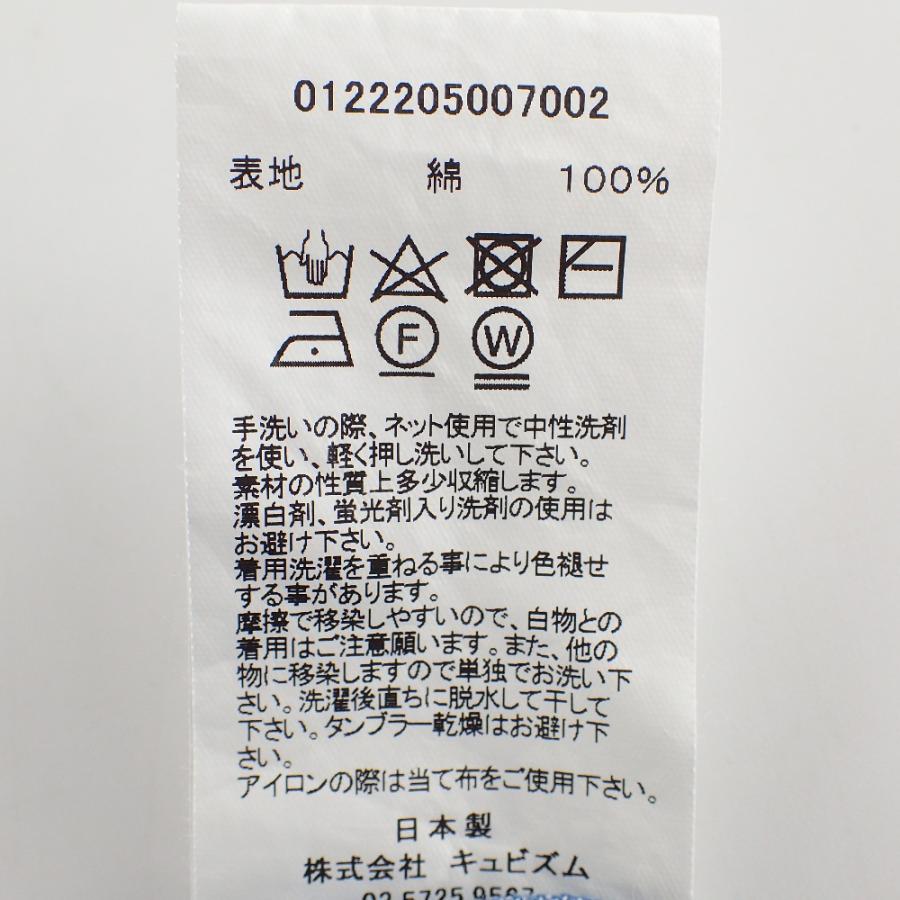 0122205007002
表地 綿 100%
F W
手洗いの際、ネット使用で中性洗剤
を使い、軽く押し洗いして下さい。
素材の性質上多少収縮します。
漂白剤、蛍光剤入り洗剤の使用は
お避け下さい。
着用洗濯を重ねる事により色褪せ
する事があります。
摩擦で移染しやすいので、白物との
着用はご注意願います。また、他の
物に移染しますので単独でお洗い下
さい。洗濯後直ちに脱水して干して
下さい。タンブラー乾燥はお避け下
さい。
アイロンの際は当て布をご使用下さい。
日本製
株式会社 キュビズム
03 5725 9567